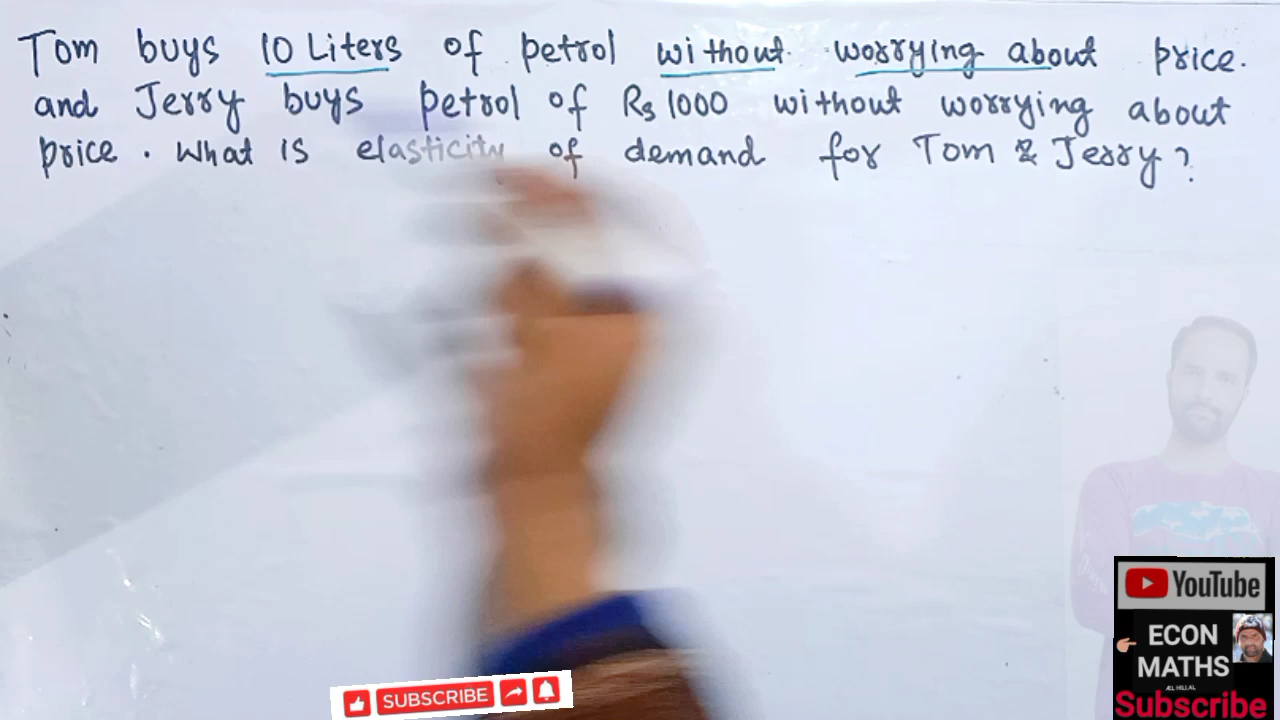 Tom buys 10 Liters of petrol without worrying about price.
and Jerry buys petrol of Rs 1000 without worrying about
price. What is elasticity of demand for Tom & Jerry?
YouTube
ECON
MATHS
SUBSCRIBE
Subscribe